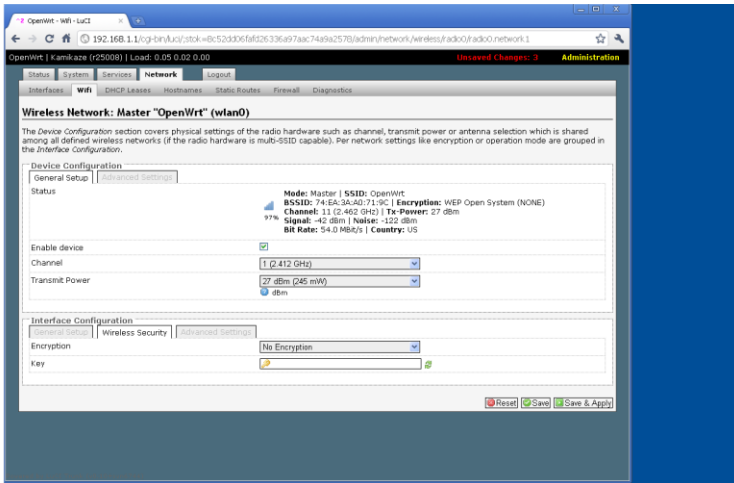 OpenWrt - Wifi - LuCI
192.168.1.1/cgi-bin/luci/;stok=8c52dd06fafd26336a97aac74a9a2578/admin/network/wireless/radio0/radio0.network1
OpenWrt | Kamikaze (r25008) | Load: 0.05 0.02 0.00 Unsaved Changes: 3 Administration
Status System Services Network Logout
Interfaces Wifi DHCP Leases Hostnames Static Routes Firewall Diagnostics
Wireless Network: Master "OpenWrt" (wlan0)
The Device Configuration section covers physical settings of the radio hardware such as channel, transmit power or antenna selection which is shared
among all defined wireless networks (if the radio hardware is multi-SSID capable). Per network settings like encryption or operation mode are grouped in
the Interface Configuration.
Device Configuration
General Setup Advanced Settings
Status
Mode: Master | SSID: OpenWrt
BSSID: 74:EA:3A:A0:71:9C | Encryption: WEP Open System (NONE)
Channel: 11 (2.462 GHz) | Tx-Power: 27 dBm
97% Signal: -42 dBm | Noise: -122 dBm
Bit Rate: 54.0 MBit/s | Country: US
Enable device
Channel 1 (2.412 GHz)
Transmit Power 27 dBm (245 mW)
dBm
Interface Configuration
General Setup Wireless Security Advanced Settings
Encryption No Encryption
Key
Reset Save Save & Apply